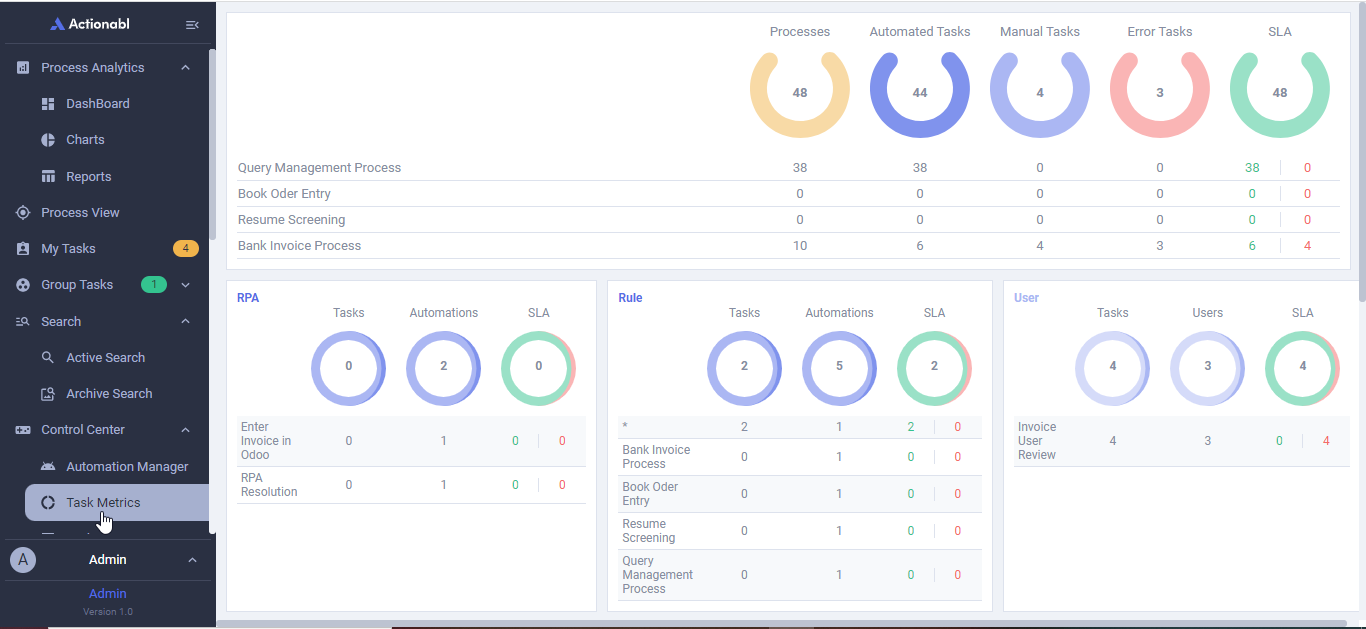 Actionabl
Process Analytics
DashBoard
Charts
Reports
Process View
My Tasks 4
Group Tasks 1
Search
Active Search
Archive Search
Control Center
Automation Manager
Task Metrics
A Admin
Admin
Version 1.0
Processes Automated Tasks Manual Tasks Error Tasks SLA
48 44 4 3 48
Query Management Process 38 38 0 0 38 0
Book Oder Entry 0 0 0 0 0 0
Resume Screening 0 0 0 0 0 0
Bank Invoice Process 10 6 4 3 6 4
RPA
Tasks Automations SLA
0 2 0
Enter
Invoice in 0 1 0 0
Odoo
RPA 0 1 0 0
Resolution
Rule
Tasks Automations SLA
2 5 2
* 2 1 2 0
Bank Invoice 0 1 0 0
Process
Book Oder 0 1 0 0
Entry
Resume 0 1 0 0
Screening
Query
Management 0 1 0 0
Process
User
Tasks Users SLA
4 3 4
Invoice
User 4 3 0 4
Review